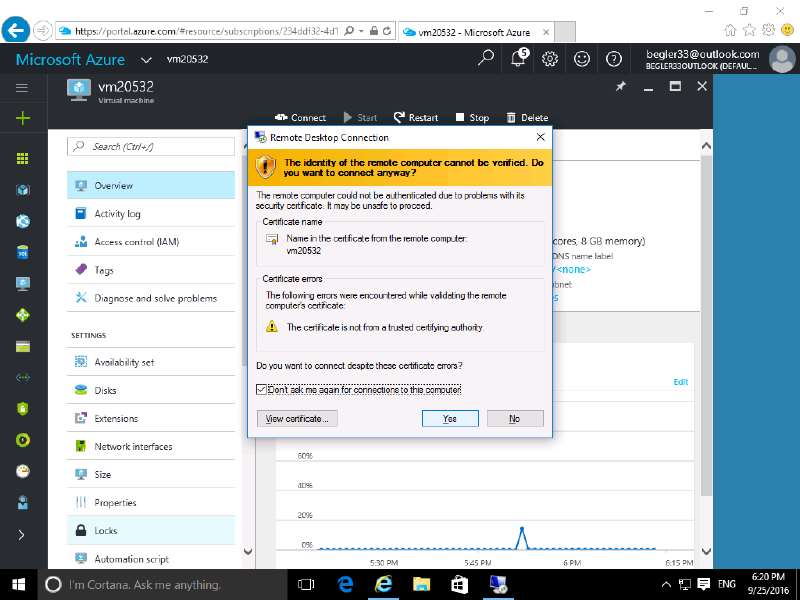 https://portal.azure.com/#resource/subscriptions/234ddf32-4d1
vm20532 - Microsoft Azure
Microsoft Azure
vm20532
5
begler33@outlook.com
BEGLER33OUTLOOK (DEFAUL...
vm20532
Virtual machine
Connect
Start
Restart
Stop
Delete
Search (Ctrl+/)
Overview
Activity log
Access control (IAM)
Tags
Diagnose and solve problems
SETTINGS
Availability set
Disks
Extensions
Network interfaces
Size
Properties
Locks
Automation script
Remote Desktop Connection
The identity of the remote computer cannot be verified. Do
you want to connect anyway?
The remote computer could not be authenticated due to problems with its
security certificate. It may be unsafe to proceed.
Certificate name
Name in the certificate from the remote computer:
vm20532
Certificate errors
The following errors were encountered while validating the remote
computer's certificate:
The certificate is not from a trusted certifying authority.
Do you want to connect despite these certificate errors?
Don't ask me again for connections to this computer
View certificate...
Yes
No
cores, 8 GB memory)
DNS name label
/<none>
Edit
60%
40%
20%
0%
5:30 PM
5:45 PM
6 PM
6:15 PM
I'm Cortana. Ask me anything.
ENG
6:20 PM
9/25/2016